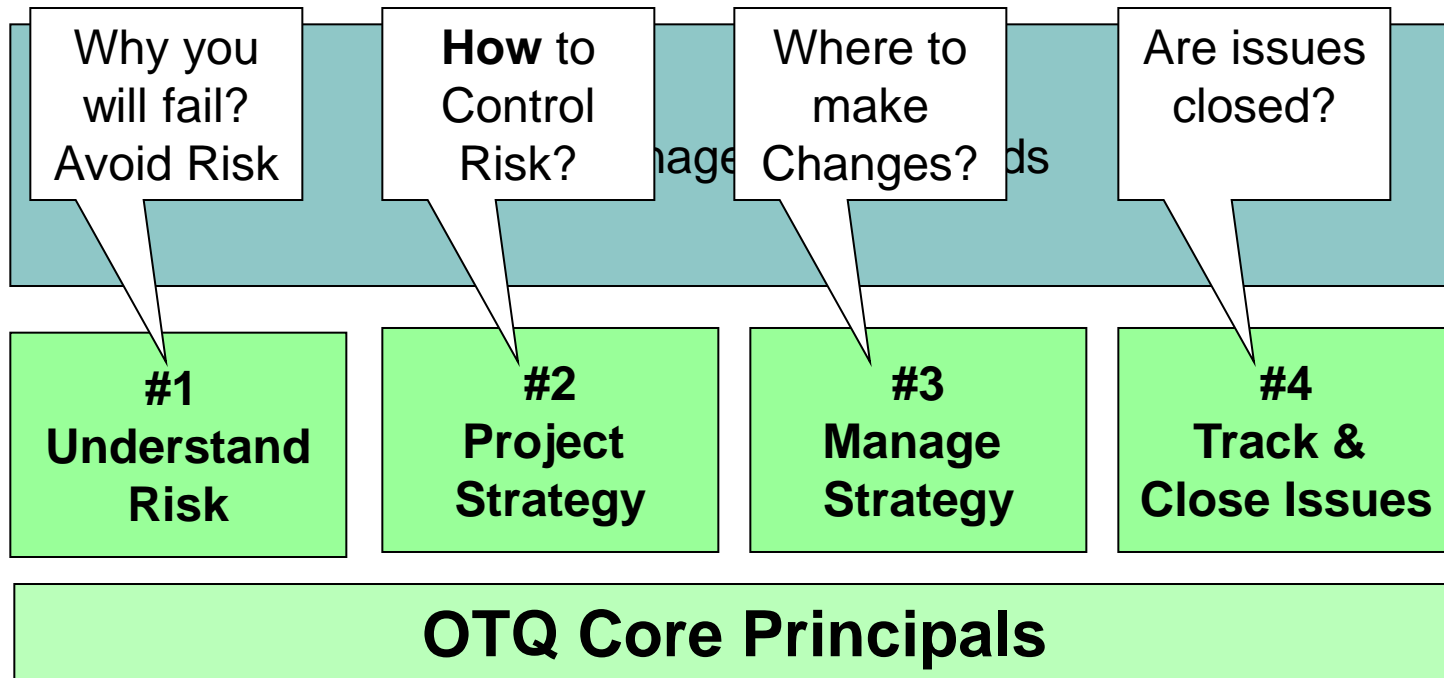 Why you
will fail?
Avoid Risk
How to
Control
Risk?
Where to
make
Changes?
Are issues
closed?
#1
Understand
Risk
#2
Project
Strategy
#3
Manage
Strategy
#4
Track &
Close Issues
OTQ Core Principals